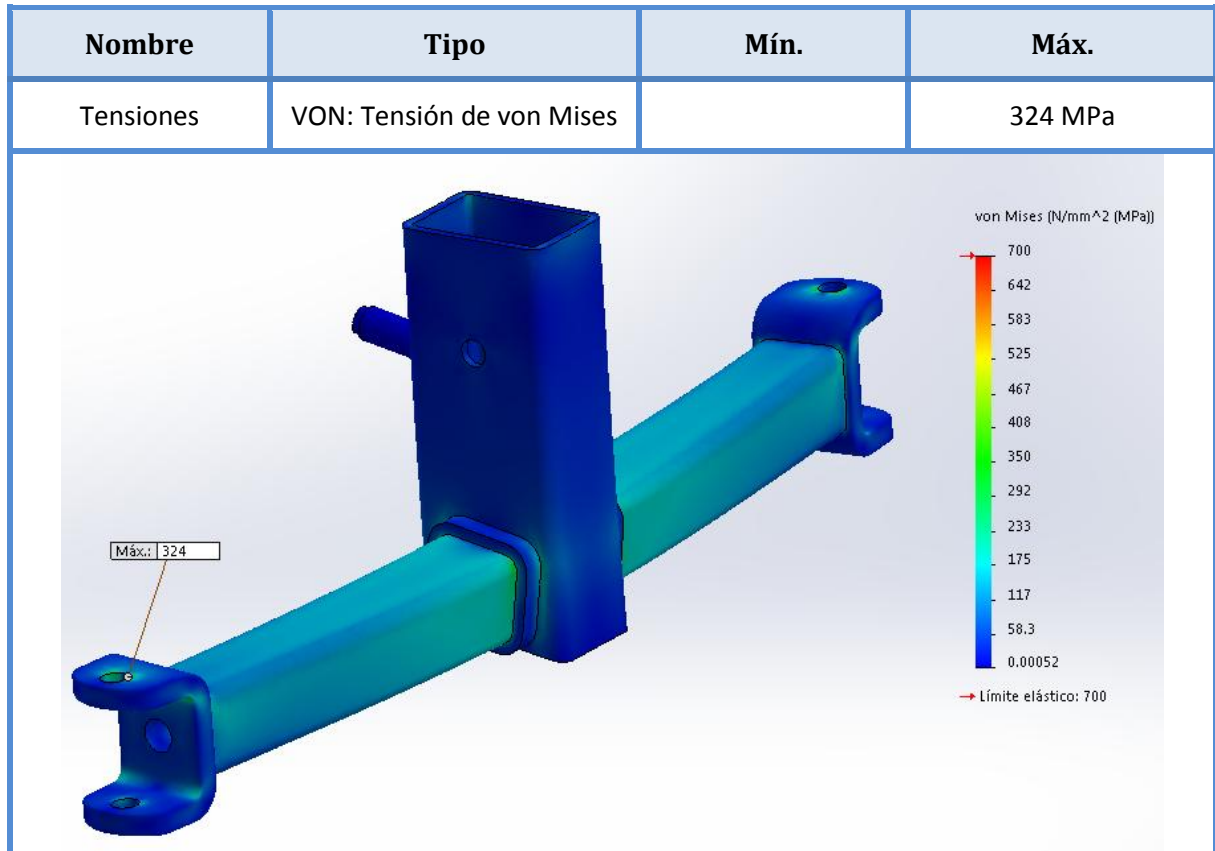 Nombre Tipo Mín. Máx.
Tensiones VON: Tensión de von Mises 324 MPa
von Mises (N/mm^2 (MPa))
700
642
583
525
467
408
350
292
233
175
117
58.3
0.00052
Límite elástico: 700
Máx.: 324